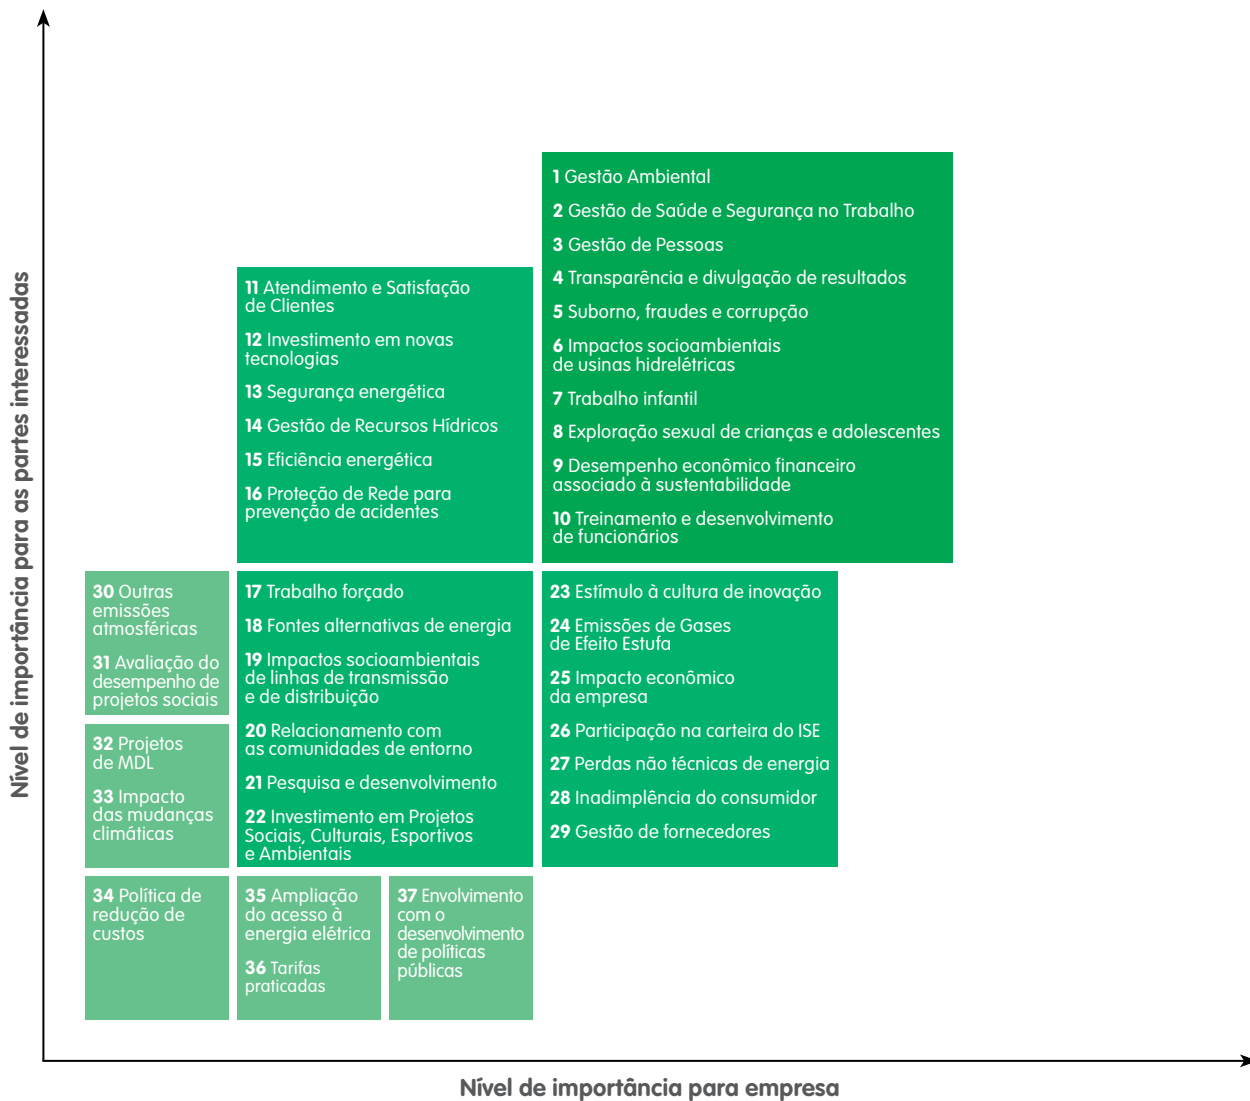 Nível de importância para as partes interessadas
1 Gestão Ambiental
2 Gestão de Saúde e Segurança no Trabalho
3 Gestão de Pessoas
4 Transparência e divulgação de resultados
5 Suborno, fraudes e corrupção
6 Impactos socioambientais
de usinas hidrelétricas
7 Trabalho infantil
8 Exploração sexual de crianças e adolescentes
9 Desempenho econômico financeiro
associado à sustentabilidade
10 Treinamento e desenvolvimento
de funcionários
11 Atendimento e Satisfação
de Clientes
12 Investimento em novas
tecnologias
13 Segurança energética
14 Gestão de Recursos Hídricos
15 Eficiência energética
16 Proteção de Rede para
prevenção de acidentes
17 Trabalho forçado
18 Fontes alternativas de energia
19 Impactos socioambientais
de linhas de transmissão
e de distribuição
20 Relacionamento com
as comunidades de entorno
21 Pesquisa e desenvolvimento
22 Investimento em Projetos
Sociais, Culturais, Esportivos
e Ambientais
23 Estímulo à cultura de inovação
24 Emissões de Gases
de Efeito Estufa
25 Impacto econômico
da empresa
26 Participação na carteira do ISE
27 Perdas não técnicas de energia
28 Inadimplência do consumidor
29 Gestão de fornecedores
30 Outras
emissões
atmosféricas
31 Avaliação do
desempenho de
projetos sociais
32 Projetos
de MDL
33 Impacto
das mudanças
climáticas
34 Política de
redução de
custos
35 Ampliação
do acesso à
energia elétrica
36 Tarifas
praticadas
37 Envolvimento
com o
desenvolvimento
de políticas
públicas
Nível de importância para empresa